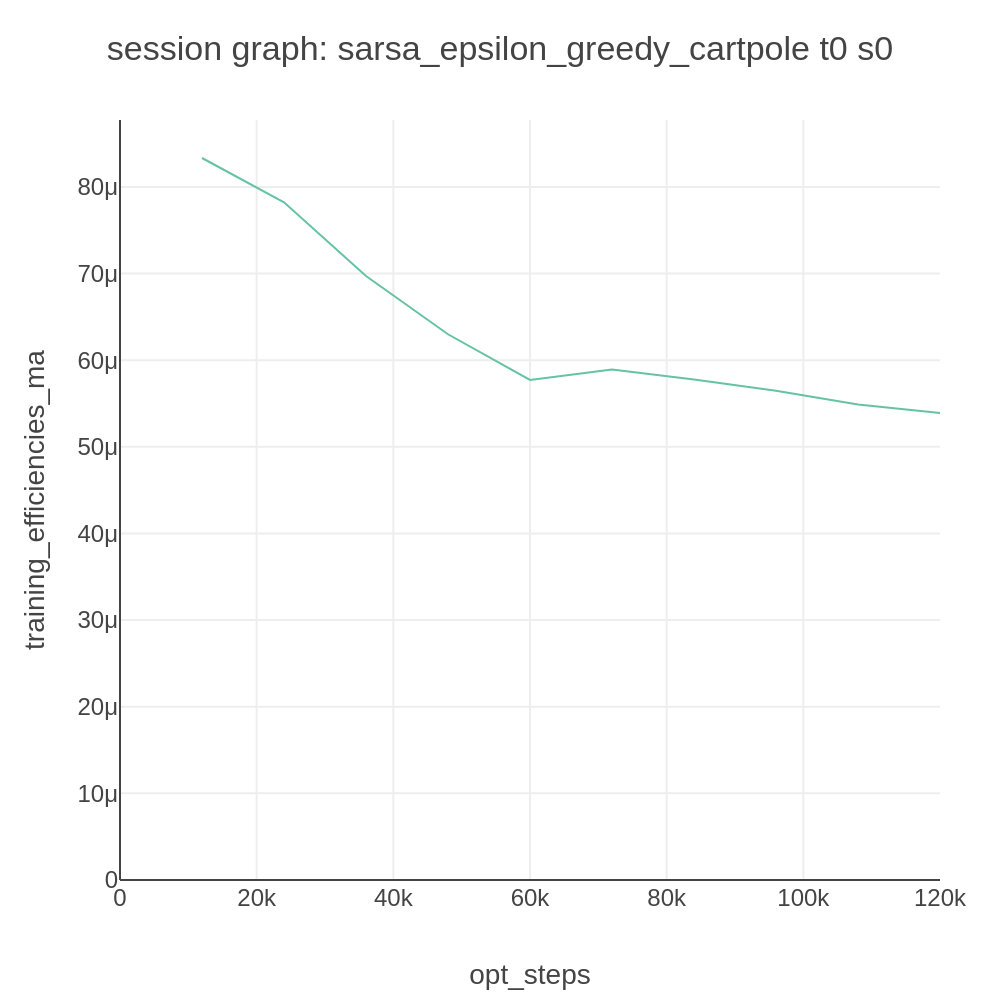 session graph: sarsa_epsilon_greedy_cartpole t0 s0
training_efficiencies_ma
80μ
70μ
60μ
50μ
40μ
30μ
20μ
10μ
0
0 20k 40k 60k 80k 100k 120k
opt_steps